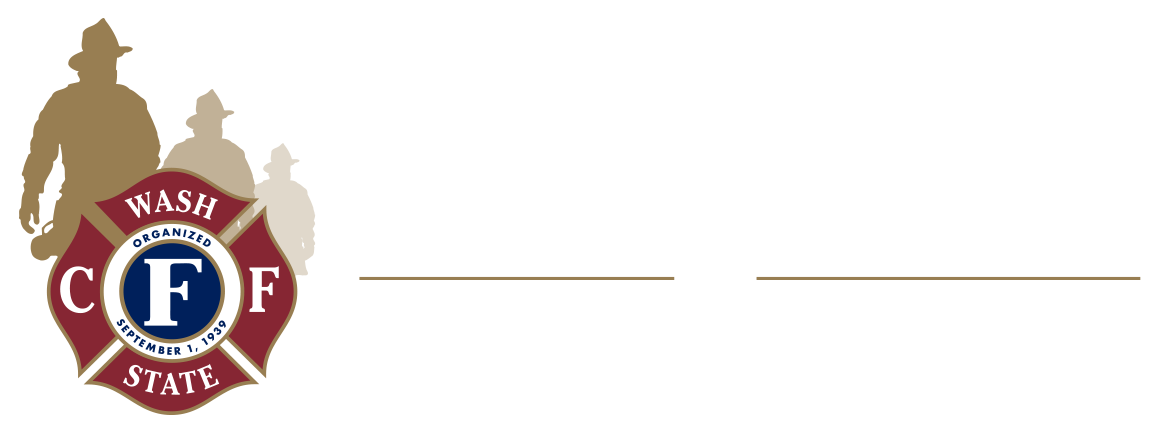 WASH
ORGANIZED
C F F
SEPTEMBER 1, 1939
STATE